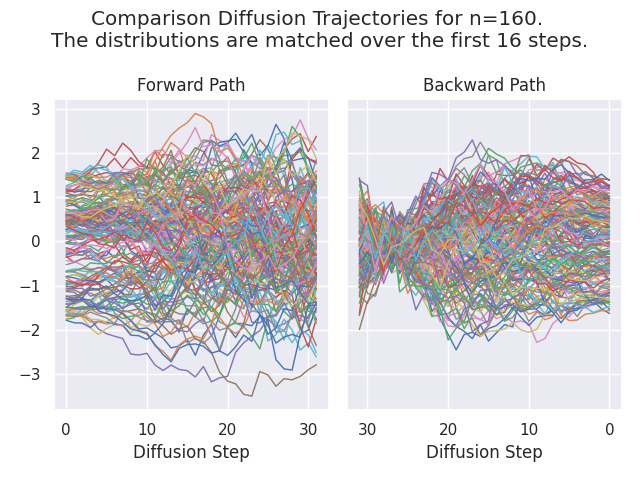 Comparison Diffusion Trajectories for n=160.
The distributions are matched over the first 16 steps.
Forward Path
Backward Path
3
2
1
0
−1
−2
−3
0 10 20 30
30 20 10 0
Diffusion Step
Diffusion Step